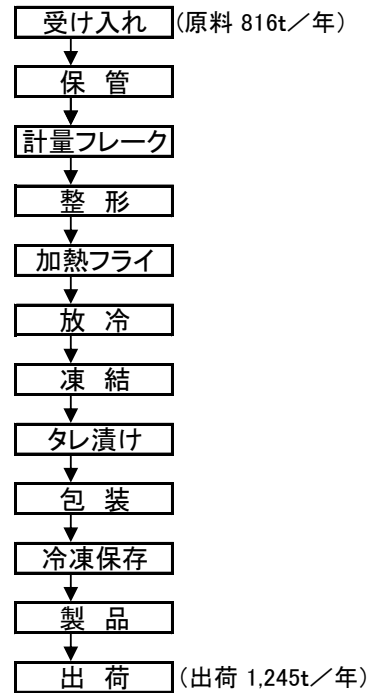 受け入れ (原料 816t／年)
保 管
計量フレーク
整 形
加熱フライ
放 冷
凍 結
タレ漬け
包 装
冷凍保存
製 品
出 荷 (出荷 1,245t／年)